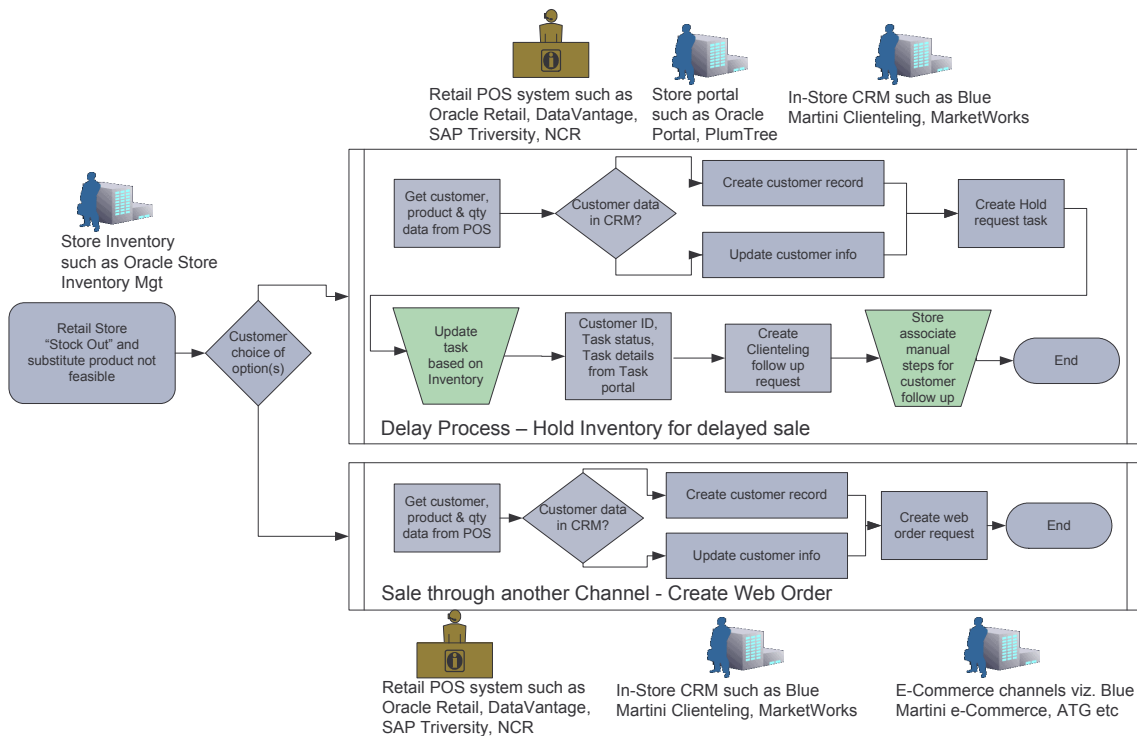 Retail POS system such as
Oracle Retail, DataVantage,
SAP Triversity, NCR
Store portal
such as Oracle
Portal, PlumTree
In-Store CRM such as Blue
Martini Clienteling, MarketWorks
Store Inventory
such as Oracle Store
Inventory Mgt
Retail Store
“Stock Out” and
substitute product not
feasible
Customer
choice of
option(s)
Get customer,
product & qty
data from POS
Customer data
in CRM?
Create customer record
Update customer info
Create Hold
request task
Update
task
based on
Inventory
Customer ID,
Task status,
Task details
from Task
portal
Create
Clienteling
follow up
request
Store
associate
manual
steps for
customer
follow up
End
Delay Process – Hold Inventory for delayed sale
Get customer,
product & qty
data from POS
Customer data
in CRM?
Create customer record
Update customer info
Create web
order request
End
Sale through another Channel - Create Web Order
Retail POS system such as
Oracle Retail, DataVantage,
SAP Triversity, NCR
In-Store CRM such as Blue
Martini Clienteling, MarketWorks
E-Commerce channels viz. Blue
Martini e-Commerce, ATG etc